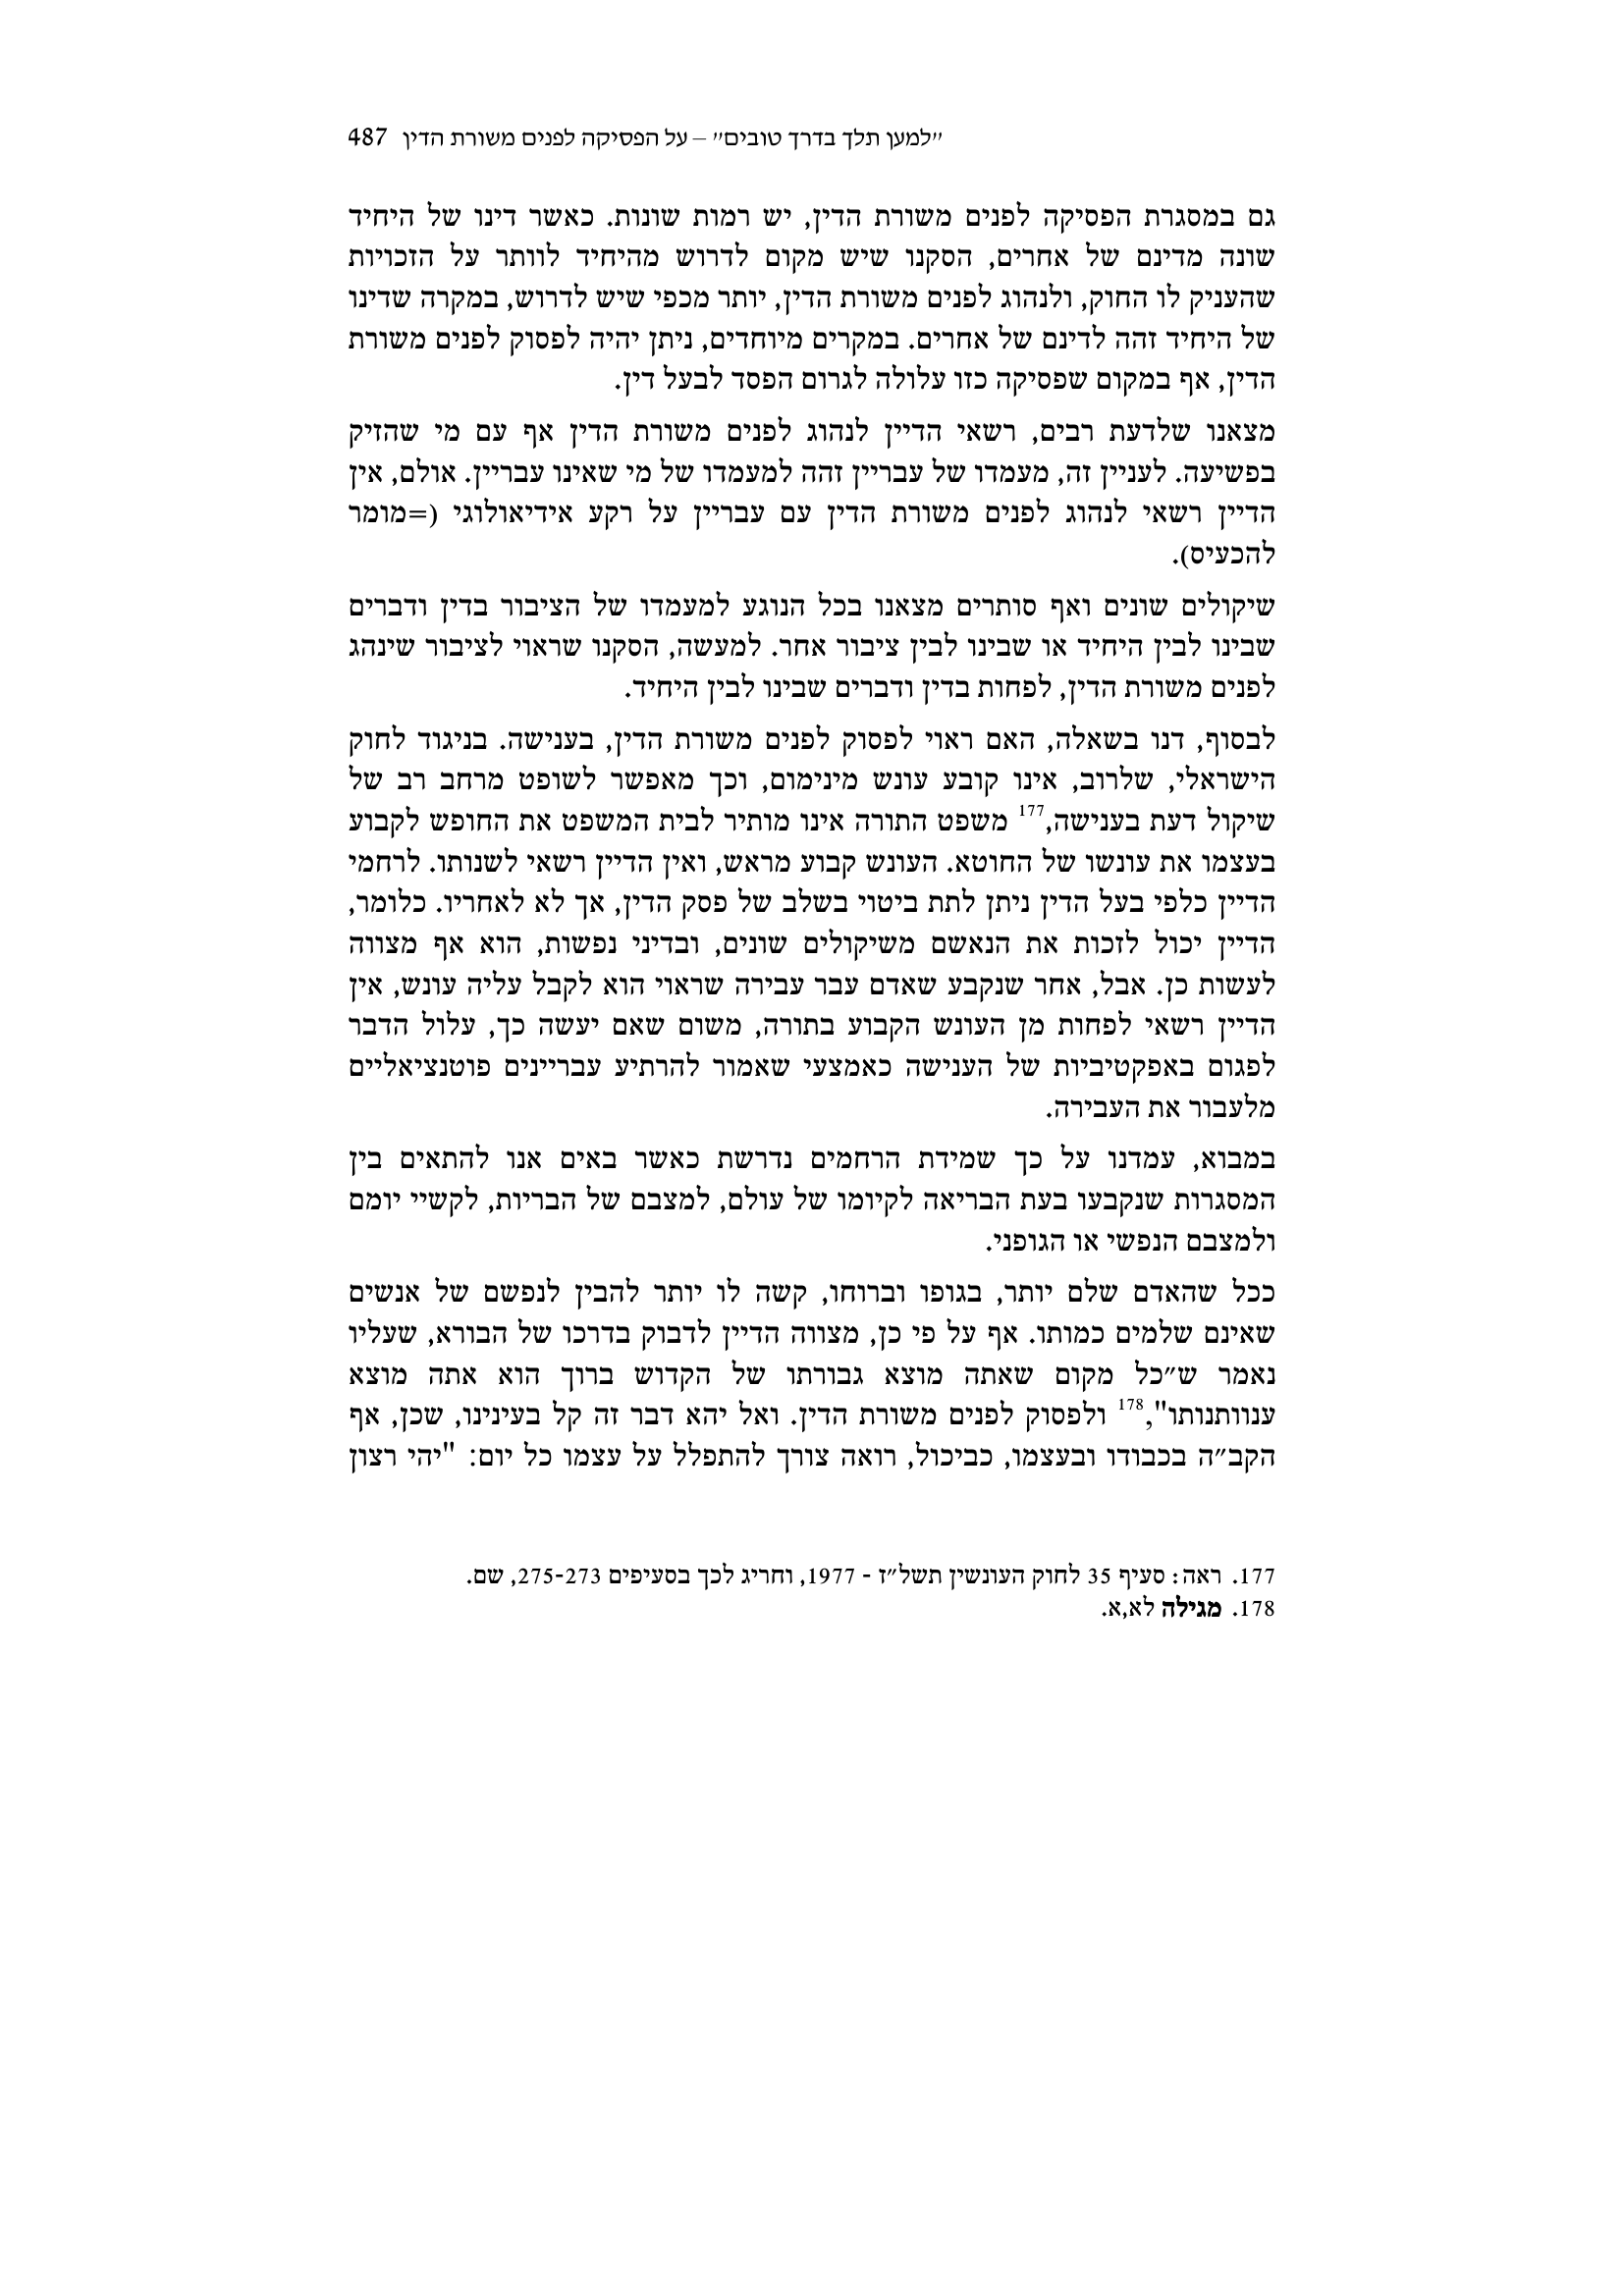 ״למען תלך בדרך טובים״ – על הפסיקה לפנים משורת הדין 487
גם במסגרת הפסיקה לפנים משורת הדין, יש רמות שונות. כאשר דינו של היחיד
שונה מדינם של אחרים, הסקנו שיש מקום לדרוש מהיחיד לוותר על הזכויות
שהעניק לו החוק, ולנהוג לפנים משורת הדין, יותר מכפי שיש לדרוש, במקרה שדינו
של היחיד זהה לדינם של אחרים. במקרים מיוחדים, ניתן יהיה לפסוק לפנים משורת
הדין, אף במקום שפסיקה כזו עלולה לגרום הפסד לבעל דין.
מצאנו שלדעת רבים, רשאי הדיין לנהוג לפנים משורת הדין אף עם מי שהזיק
בפשיעה. לעניין זה, מעמדו של עבריין זהה למעמדו של מי שאינו עבריין. אולם, אין
הדיין רשאי לנהוג לפנים משורת הדין עם עבריין על רקע אידיאולוגי (=מומר
להכעיס).
שיקולים שונים ואף סותרים מצאנו בכל הנוגע למעמדו של הציבור בדין ודברים
שבינו לבין היחיד או שבינו לבין ציבור אחר. למעשה, הסקנו שראוי לציבור שינהג
לפנים משורת הדין, לפחות בדין ודברים שבינו לבין היחיד.
לבסוף, דנו בשאלה, האם ראוי לפסוק לפנים משורת הדין, בענישה. בניגוד לחוק
הישראלי, שלרוב, אינו קובע עונש מינימום, וכך מאפשר לשופט מרחב רב של
שיקול דעת בענישה,177 משפט התורה אינו מותיר לבית המשפט את החופש לקבוע
בעצמו את עונשו של החוטא. העונש קבוע מראש, ואין הדיין רשאי לשנותו. לרחמי
הדיין כלפי בעל הדין ניתן לתת ביטוי בשלב של פסק הדין, אך לא לאחריו. כלומר,
הדיין יכול לזכות את הנאשם משיקולים שונים, ובדיני נפשות, הוא אף מצווה
לעשות כן. אבל, אחר שנקבע שאדם עבר עבירה שראוי הוא לקבל עליה עונש, אין
הדיין רשאי לפחות מן העונש הקבוע בתורה, משום שאם יעשה כך, עלול הדבר
לפגום באפקטיביות של הענישה כאמצעי שאמור להרתיע עבריינים פוטנציאליים
מלעבור את העבירה.
במבוא, עמדנו על כך שמידת הרחמים נדרשת כאשר באים אנו להתאים בין
המסגרות שנקבעו בעת הבריאה לקיומו של עולם, למצבם של הבריות, לקשיי יומם
ולמצבם הנפשי או הגופני.
ככל שהאדם שלם יותר, בגופו וברוחו, קשה לו יותר להבין לנפשם של אנשים
שאינם שלמים כמותו. אף על פי כן, מצווה הדיין לדבוק בדרכו של הבורא, שעליו
נאמר ש״כל מקום שאתה מוצא גבורתו של הקדוש ברוך הוא אתה מוצא
ענוותנותו",178 ולפסוק לפנים משורת הדין. ואל יהא דבר זה קל בעינינו, שכן, אף
הקב״ה בכבודו ובעצמו, כביכול, רואה צורך להתפלל על עצמו כל יום: "יהי רצון
177. ראה: סעיף 35 לחוק העונשין תשל״ז - 1977, וחריג לכך בסעיפים 275-273, שם.
178. מגילה לא,א.